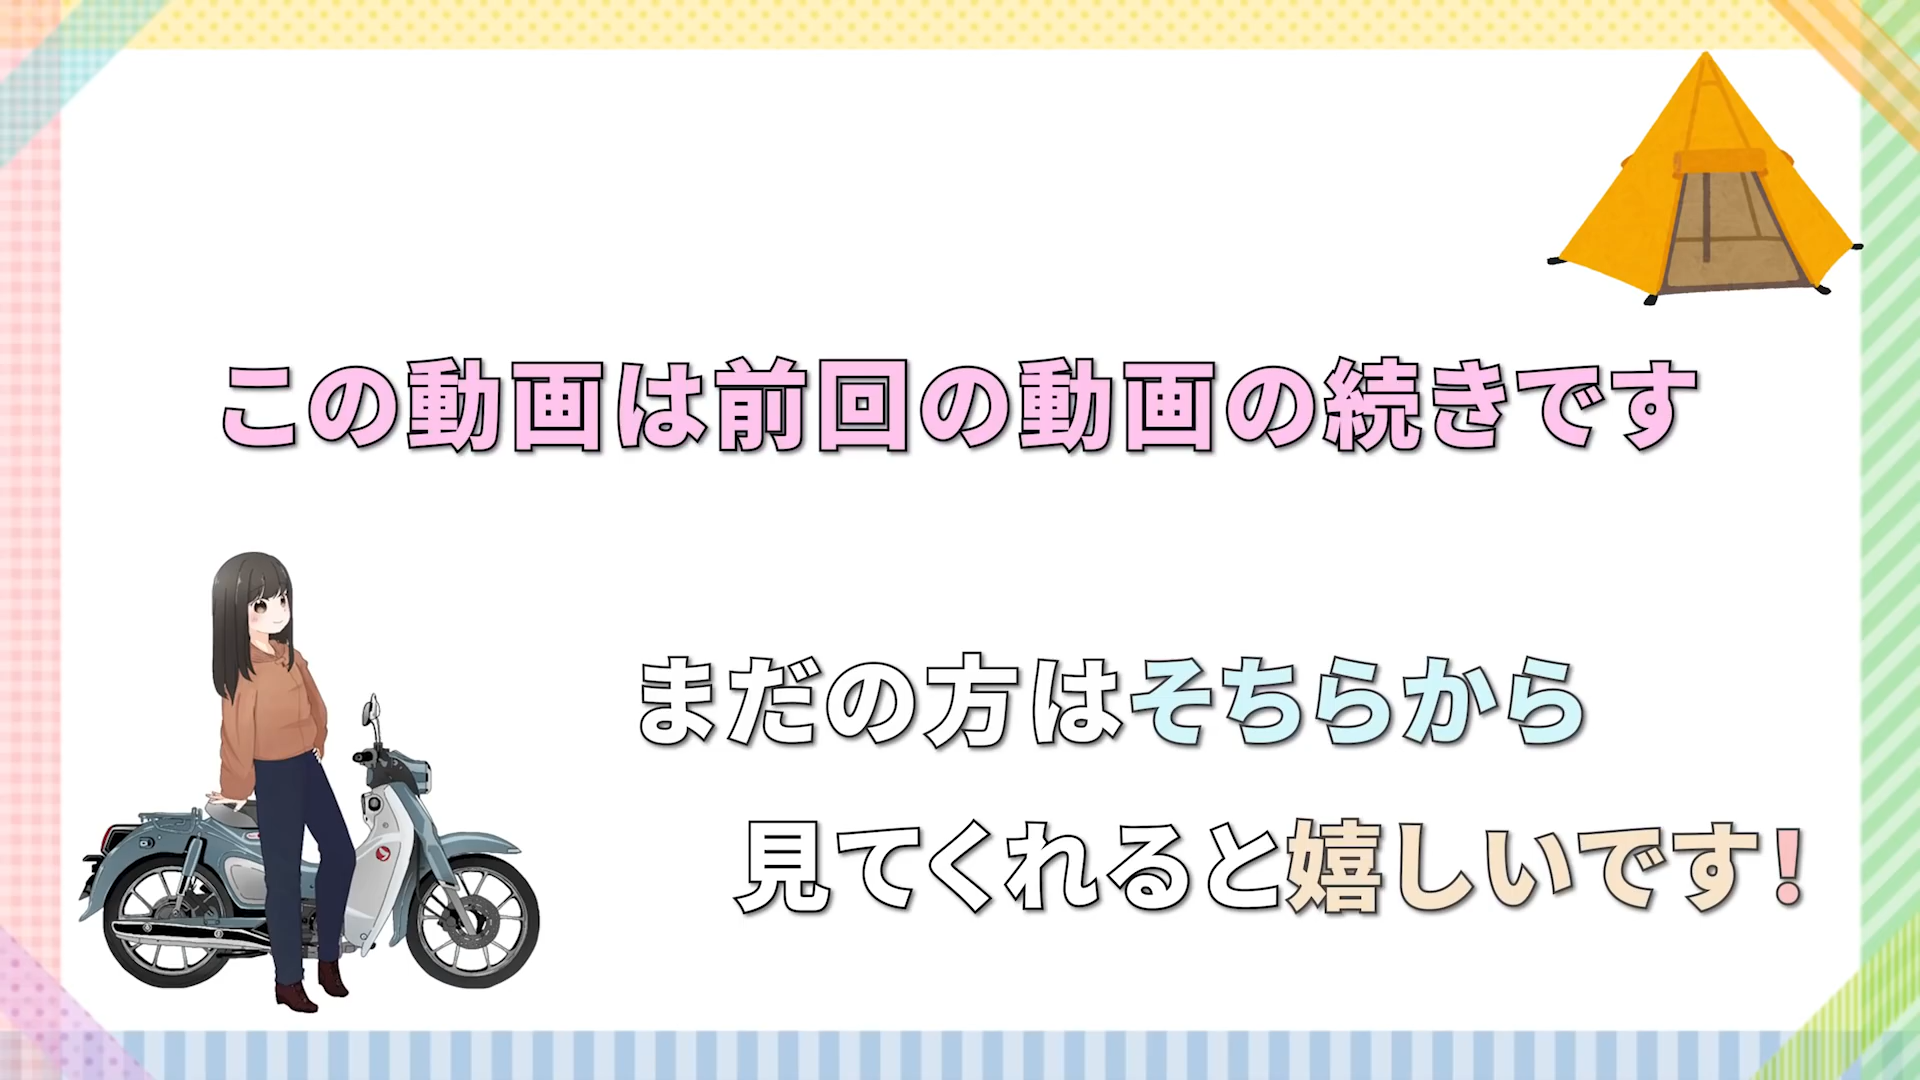 この動画は前回の動画の続きです
まだの方はそちらから
見てくれると嬉しいです！